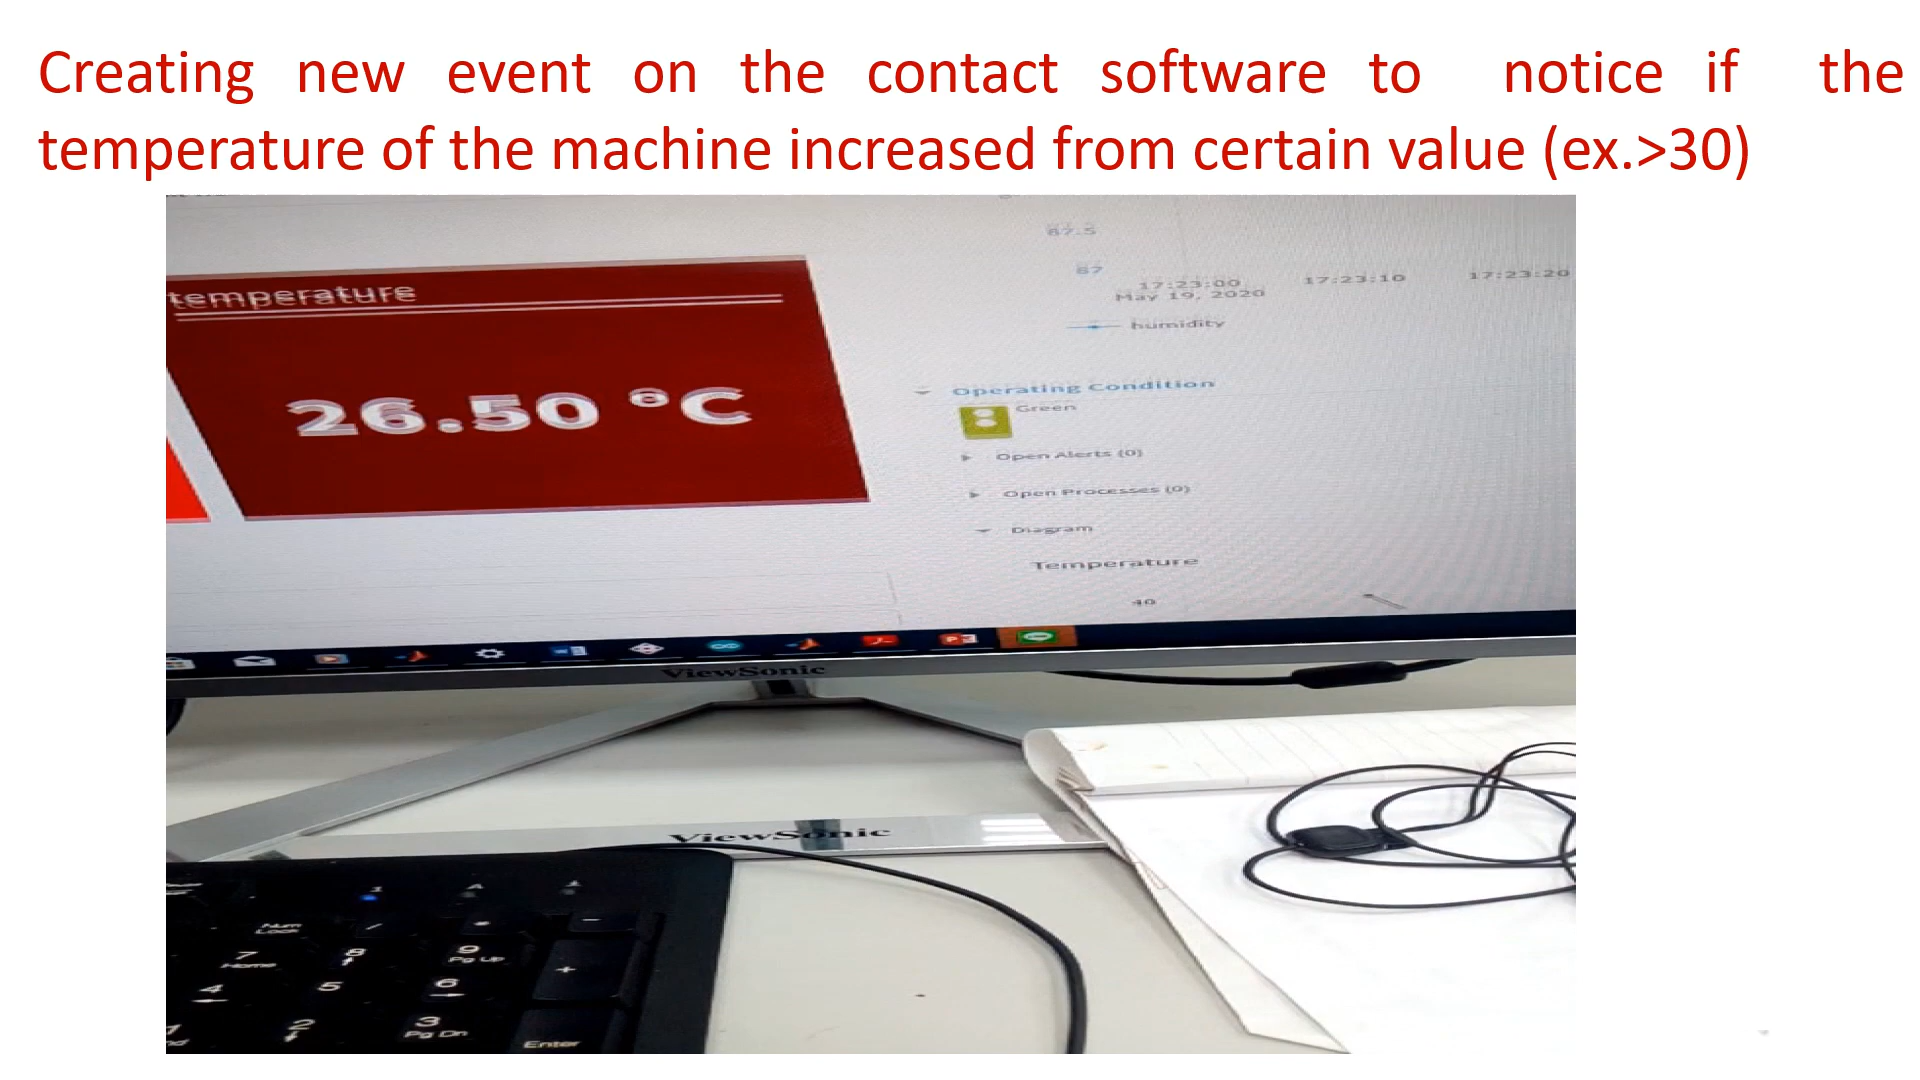 Creating new event on the contact software to notice if the
temperature of the machine increased from certain value (ex.>30)
87.5
87
17:23:00 17:23:10 17:23:20
May 19, 2020
humidity
temperature
26.50 °C
Operating Condition
Green
Open Alerts (0)
Open Processes (0)
Diagram
Temperature
40
ViewSonic
ViewSonic
1 A
Num
Lock
/ * -
7
Home
8
9
Pg Up
+
4 5 6
2
3
Pg Dn
Enter